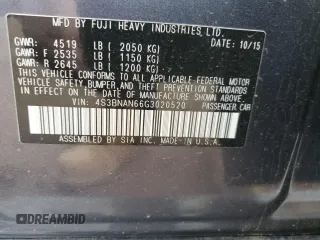 MFD BY FUJI HEAVY INDUSTRIES,LTD.
GVWR: 4519 LB ( 2050 KG) DATE: 10/15
GAWR: F 2535 LB ( 1150 KG)
GAWR: R 2645 LB ( 1200 KG)
THIS VEHICLE CONFORMS TO ALL APPLICABLE FEDERAL MOTOR
VEHICLE SAFETY, BUMPER, AND THEFT PREVENTION STANDARDS
IN EFFECT ON THE DATE OF MANUFACTURE SHOWN ABOVE.
VIN: 4S3BNAN66G3020520 PASSENGER CAR
ASSEMBLED BY SIA INC. MADE IN U.S.A.
DREAMBID